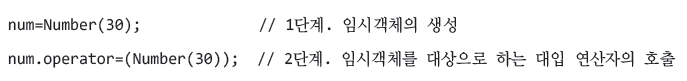 num=Number(30); // 1단계. 임시객체의 생성
num.operator=(Number(30)); // 2단계. 임시객체를 대상으로 하는 대입 연산자의 호출